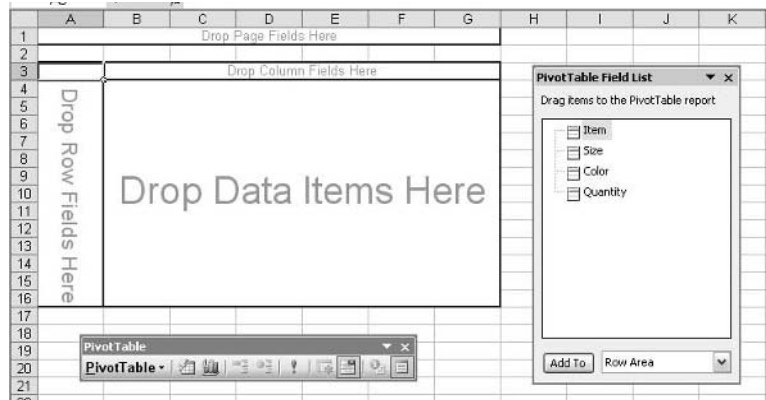 A B C D E F G H I J K
1 Drop Page Fields Here
2
3 Drop Column Fields Here
4
5
6
7
8
9
10
11
12
13
14
15
16
17
18
19
20
21
Drop Row Fields Here
Drop Data Items Here
PivotTable Field List
Drag items to the PivotTable report
Item
Size
Color
Quantity
Add To Row Area
PivotTable
PivotTable